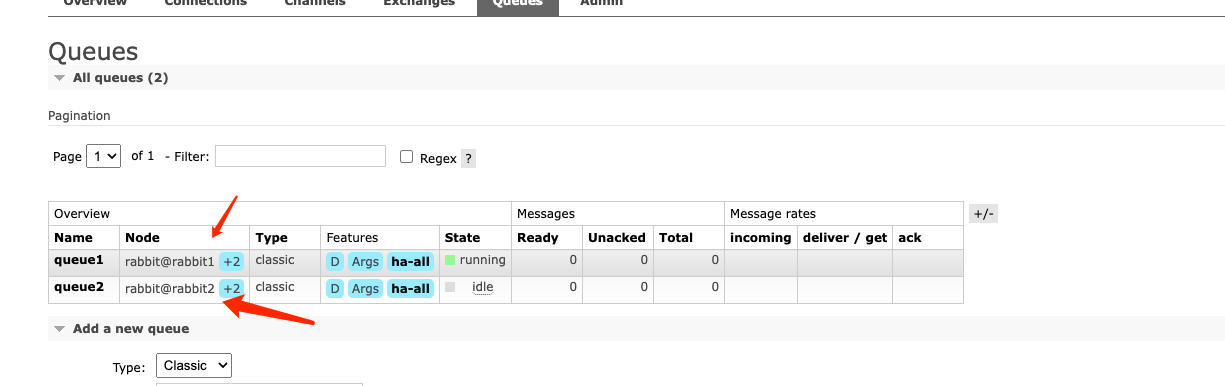 Overview Connections Channels Exchanges Queues Admin
Queues
All queues (2)
Pagination
Page 1 of 1 - Filter: Regex ?
Overview Messages Message rates +/-
Name Node Type Features State Ready Unacked Total incoming deliver / get ack
queue1 rabbit@rabbit1 +2 classic D Args ha-all running 0 0 0
queue2 rabbit@rabbit2 +2 classic D Args ha-all idle 0 0 0
Add a new queue
Type: Classic